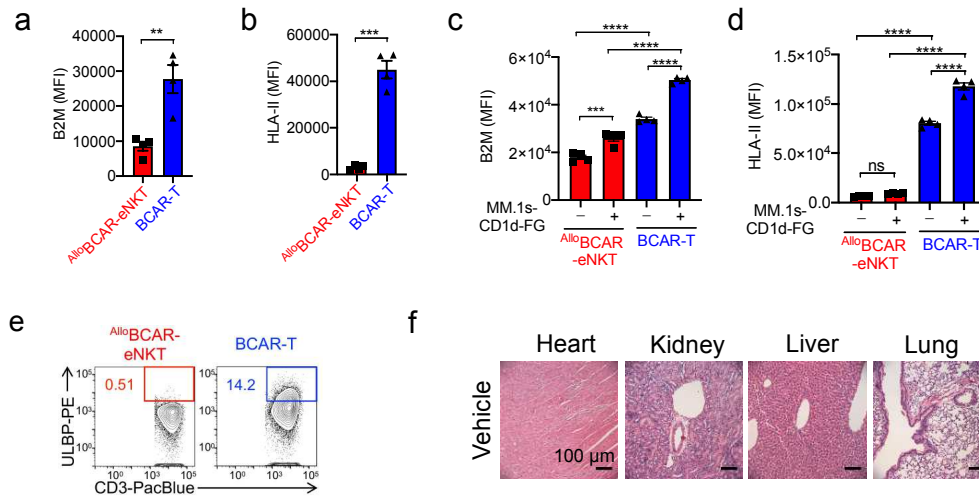 a
B2M (MFI)
40000
30000
20000
10000
0
**
AlloBCAR-eNKT
BCAR-T
b
HLA-II (MFI)
60000
40000
20000
0
***
AlloBCAR-eNKT
BCAR-T
c
B2M (MFI)
6×10⁴
4×10⁴
2×10⁴
0
****
****
****
***
MM.1s-
CD1d-FG
– + – +
AlloBCAR
-eNKT
BCAR-T
d
HLA-II (MFI)
1.5×10⁵
1.0×10⁵
5.0×10⁴
0.0
****
****
****
ns
MM.1s-
CD1d-FG
– + – +
AlloBCAR
-eNKT
BCAR-T
e
AlloBCAR-
eNKT
BCAR-T
ULBP-PE
10⁵
10³
10⁰
0.51
10⁰ 10³ 10⁵
10⁵
10³
10⁰
14.2
10⁰ 10³ 10⁵
CD3-PacBlue
f
Heart Kidney Liver Lung
Vehicle
100 µm